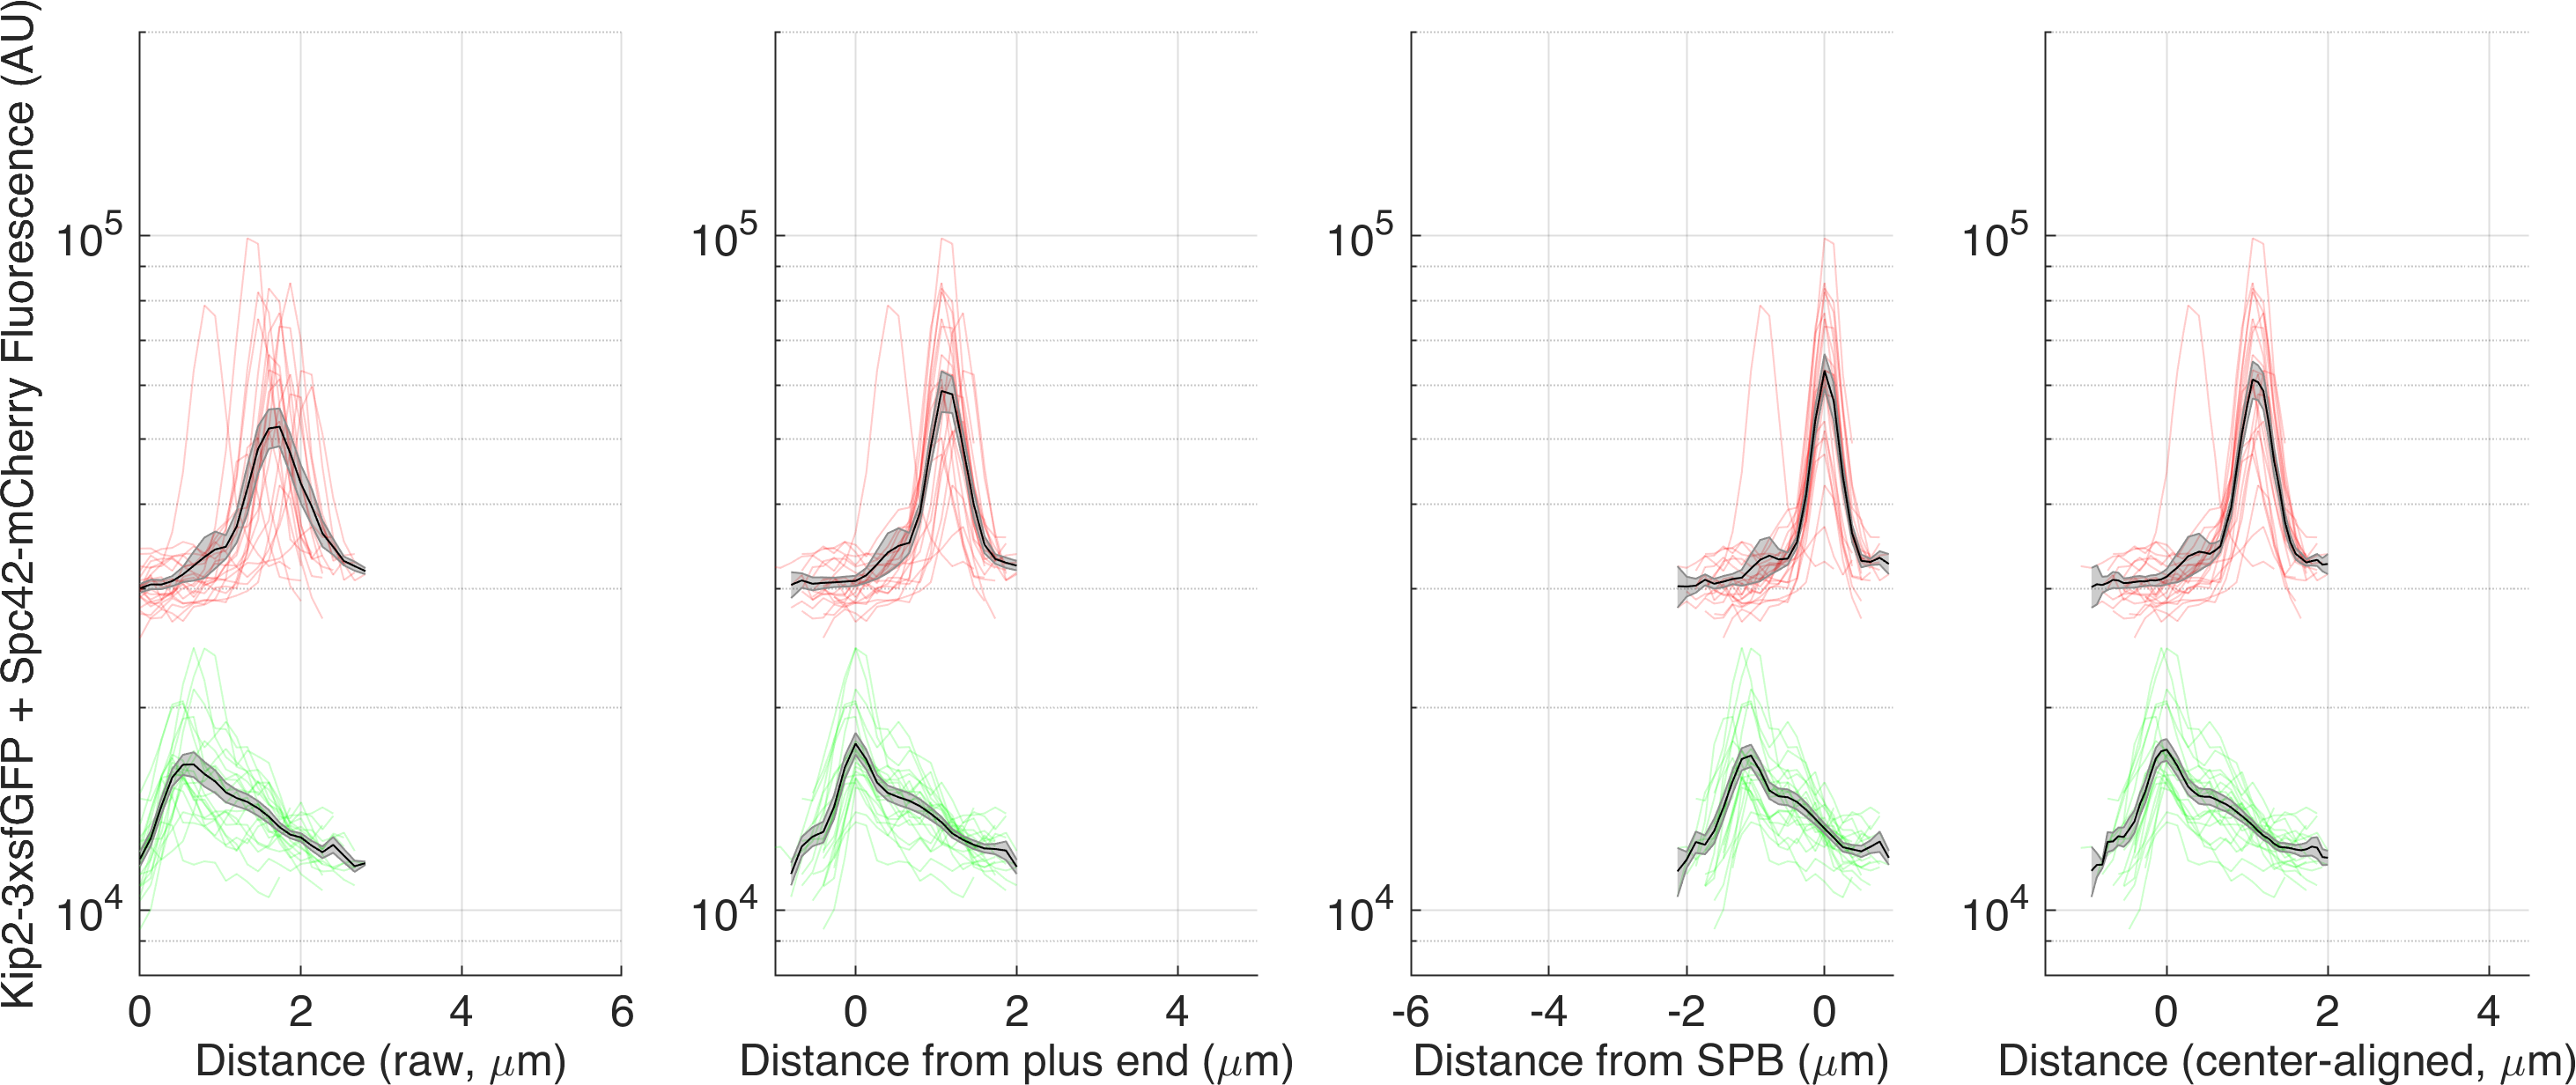 Kip2-3xsfGFP + Spc42-mCherry Fluorescence (AU)
10^5
10^4
0 2 4 6
Distance (raw, μm)
10^5
10^4
0 2 4
Distance from plus end (μm)
10^5
10^4
-6 -4 -2 0
Distance from SPB (μm)
10^5
10^4
0 2 4
Distance (center-aligned, μm)